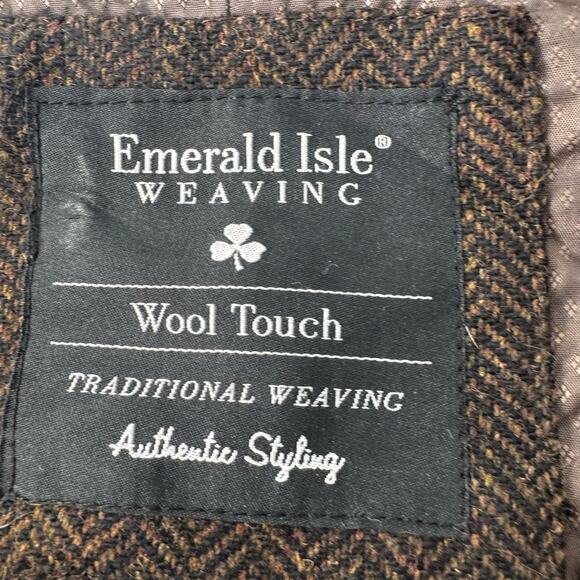 Emerald Isle®
WEAVING
Wool Touch
TRADITIONAL WEAVING
Authentic Styling